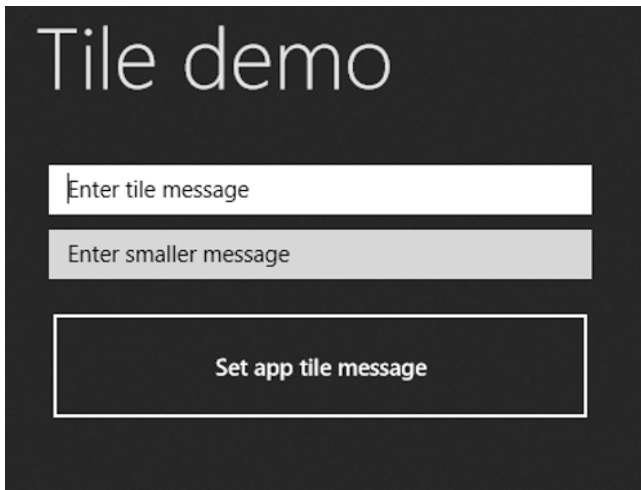 Tile demo
Enter tile message
Enter smaller message
Set app tile message